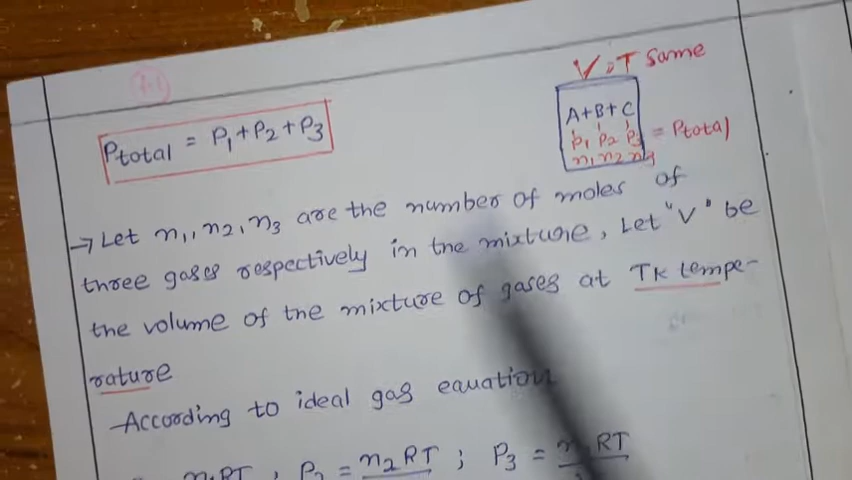 V, T same
Ptotal = P1+P2+P3
A+B+C
P1 P2 P3 = Ptotal
n1 n2 n3
→ Let n1, n2, n3 are the number of moles of
three gases respectively in the mixture, Let "V" be
the volume of the mixture of gases at TK tempe-
rature
According to ideal gas equation
n1RT ; P2 = n2RT ; P3 = RT